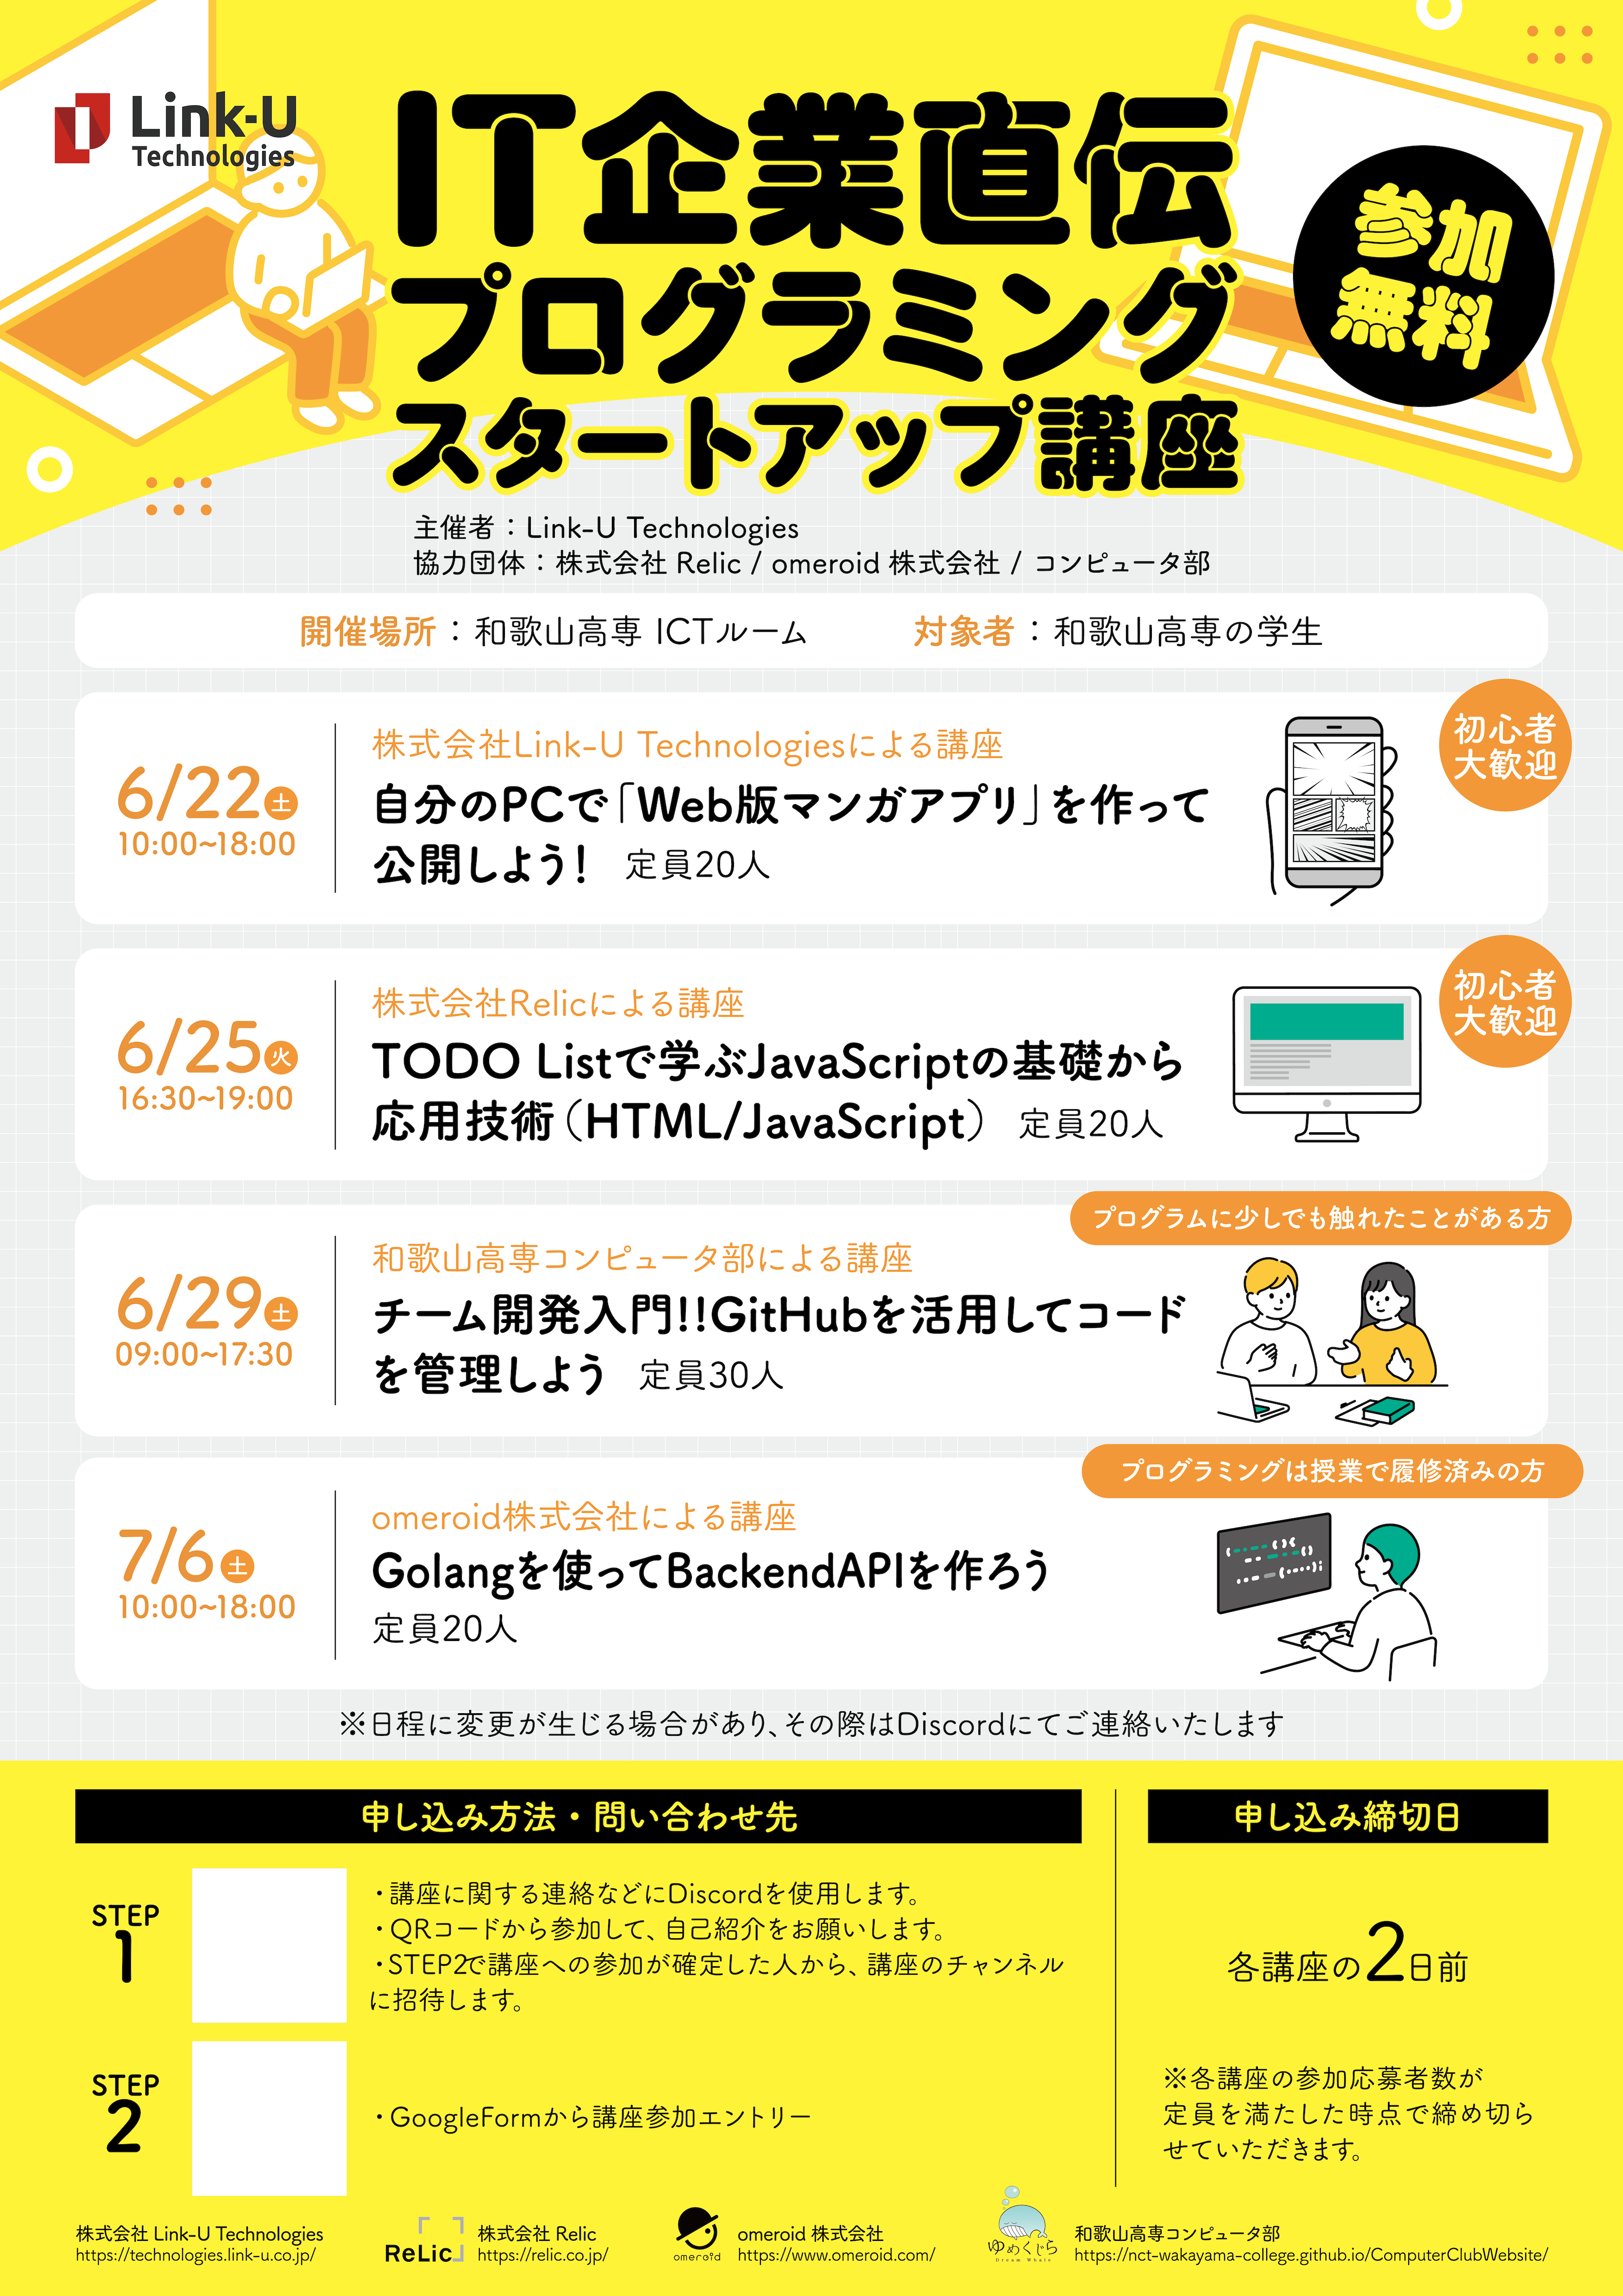 Link-U
Technologies
IT企業直伝
プログラミング
スタートアップ講座
参加
無料
主催者：Link-U Technologies
協力団体：株式会社 Relic / omeroid 株式会社 / コンピュータ部
開催場所：和歌山高専 ICTルーム
対象者：和歌山高専の学生
6/22土
10:00~18:00
株式会社Link-U Technologiesによる講座
自分のPCで「Web版マンガアプリ」を作って
公開しよう！ 定員20人
初心者
大歓迎
6/25火
16:30~19:00
株式会社Relicによる講座
TODO Listで学ぶJavaScriptの基礎から
応用技術（HTML/JavaScript） 定員20人
初心者
大歓迎
プログラムに少しでも触れたことがある方
6/29土
09:00~17:30
和歌山高専コンピュータ部による講座
チーム開発入門!!GitHubを活用してコード
を管理しよう 定員30人
プログラミングは授業で履修済みの方
7/6土
10:00~18:00
omeroid株式会社による講座
Golangを使ってBackendAPIを作ろう
定員20人
※日程に変更が生じる場合があり、その際はDiscordにてご連絡いたします
申し込み方法・問い合わせ先
STEP
1
・講座に関する連絡などにDiscordを使用します。
・QRコードから参加して、自己紹介をお願いします。
・STEP2で講座への参加が確定した人から、講座のチャンネル
に招待します。
STEP
2
・GoogleFormから講座参加エントリー
申し込み締切日
各講座の2日前
※各講座の参加応募者数が
定員を満たした時点で締め切ら
せていただきます。
株式会社 Link-U Technologies
https://technologies.link-u.co.jp/
ReLic
株式会社 Relic
https://relic.co.jp/
omeroid
omeroid 株式会社
https://www.omeroid.com/
ゆめくじら
Dream Whale
和歌山高専コンピュータ部
https://nct-wakayama-college.github.io/ComputerClubWebsite/